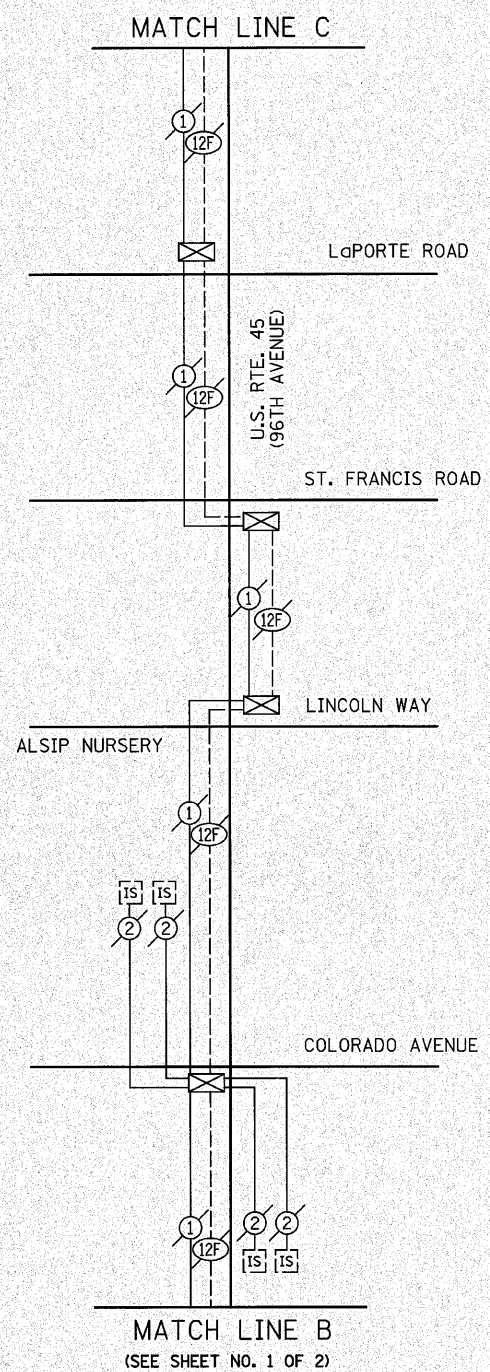 MATCH LINE C
1
12F
LaPORTE ROAD
U.S. RTE. 45
(96TH AVENUE)
1
12F
ST. FRANCIS ROAD
1
12F
LINCOLN WAY
ALSIP NURSERY
1
12F
IS IS
2 2
COLORADO AVENUE
1
12F
2 2
IS IS
MATCH LINE B
(SEE SHEET NO. 1 OF 2)